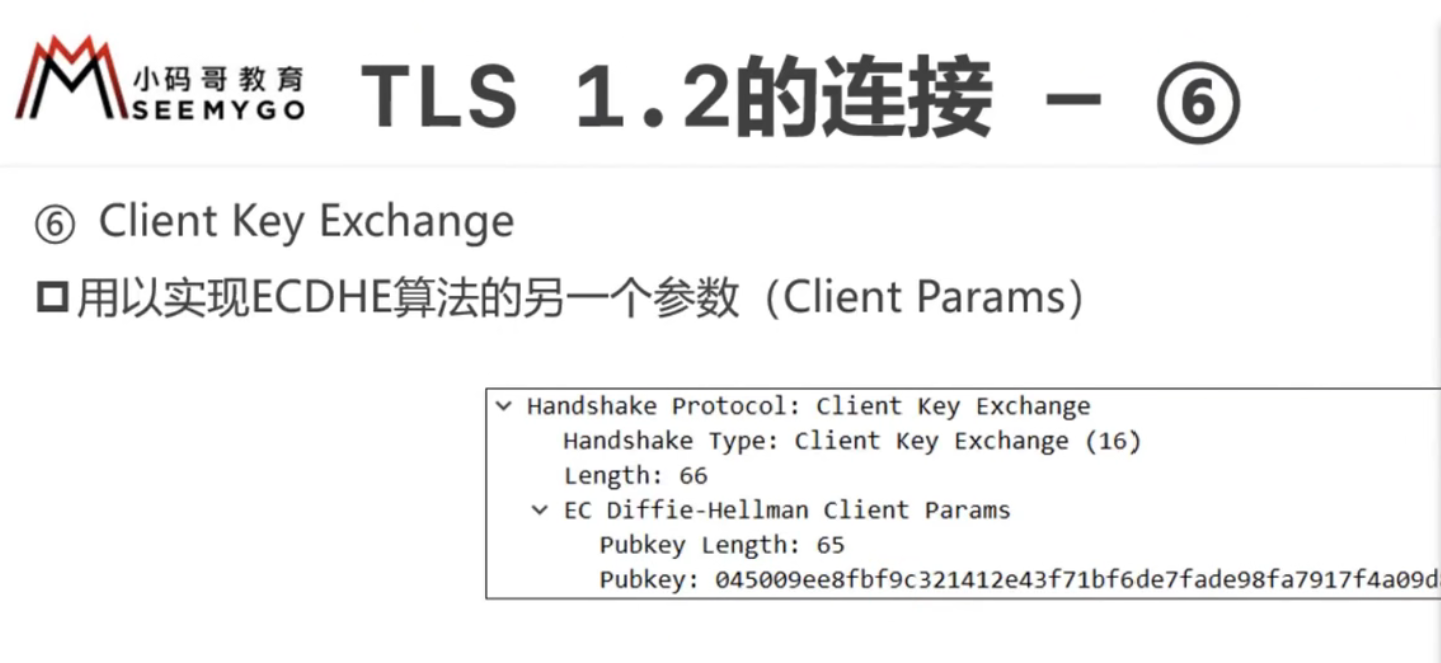 小码哥教育
SEEMYGO
TLS 1.2的连接 – ⑥
⑥ Client Key Exchange
用以实现ECDHE算法的另一个参数（Client Params）
Handshake Protocol: Client Key Exchange
Handshake Type: Client Key Exchange (16)
Length: 66
EC Diffie-Hellman Client Params
Pubkey Length: 65
Pubkey: 045009ee8fbf9c321412e43f71bf6de7fade98fa7917f4a09d